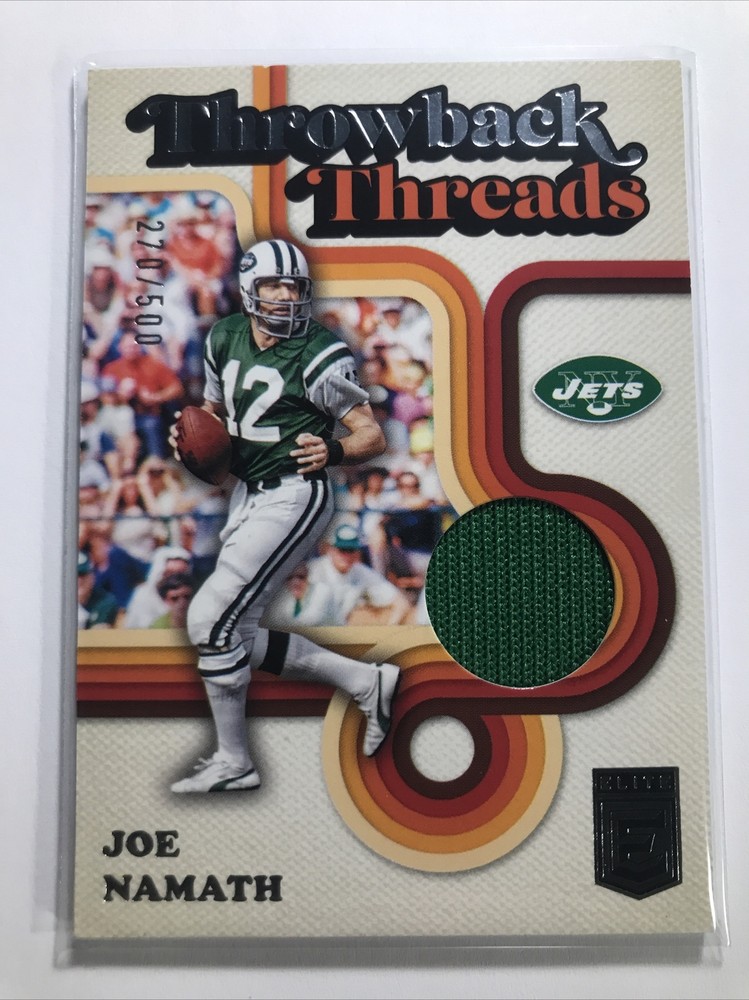 Throwback
Threads
270/500
12
NY
JETS
ELITE
E
JOE
NAMATH